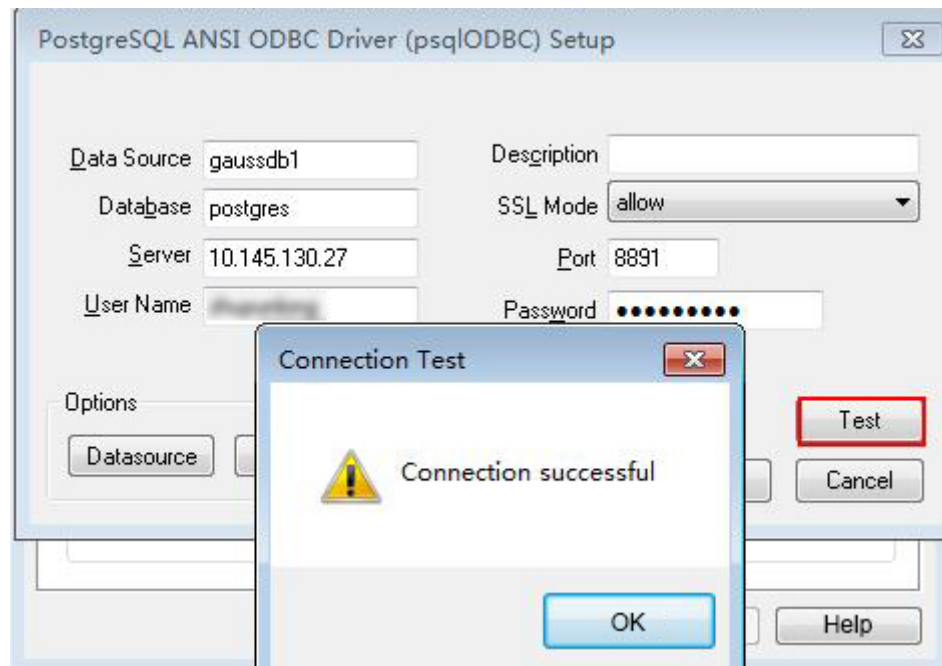 PostgreSQL ANSI ODBC Driver (psqlODBC) Setup
Data Source gaussdb1 Description
Database postgres SSL Mode allow
Server 10.145.130.27 Port 8891
User Name Password ●●●●●●●●●
Connection Test
Options
Test
Datasource
Connection successful
Cancel
OK
Help